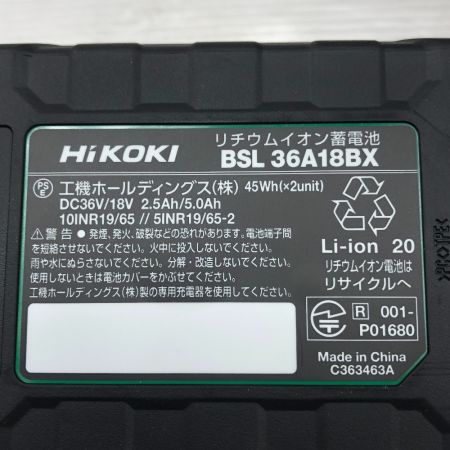 リチウムイオン蓄電池
HiKOKI
BSL 36A18BX
PS E
工機ホールディングス(株) 45Wh(×2unit)
DC36V/18V 2.5Ah/5.0Ah
10INR19/65 // 5INR19/65-2
⚠警告 ● 発煙、発火、破裂などの恐れがあります。電池端子間
を短絡させないでください。火中に投入しないでください。
雨や水にぬらさないでください。分解・改造しないでください。
使用しないときは電池カバーをかぶせてください。
工機ホールディングス(株)製の専用充電器を使用してください。
Li-ion 20
リチウムイオン電池は
リサイクルへ
R 001-
P01680
Made in China
C363463A